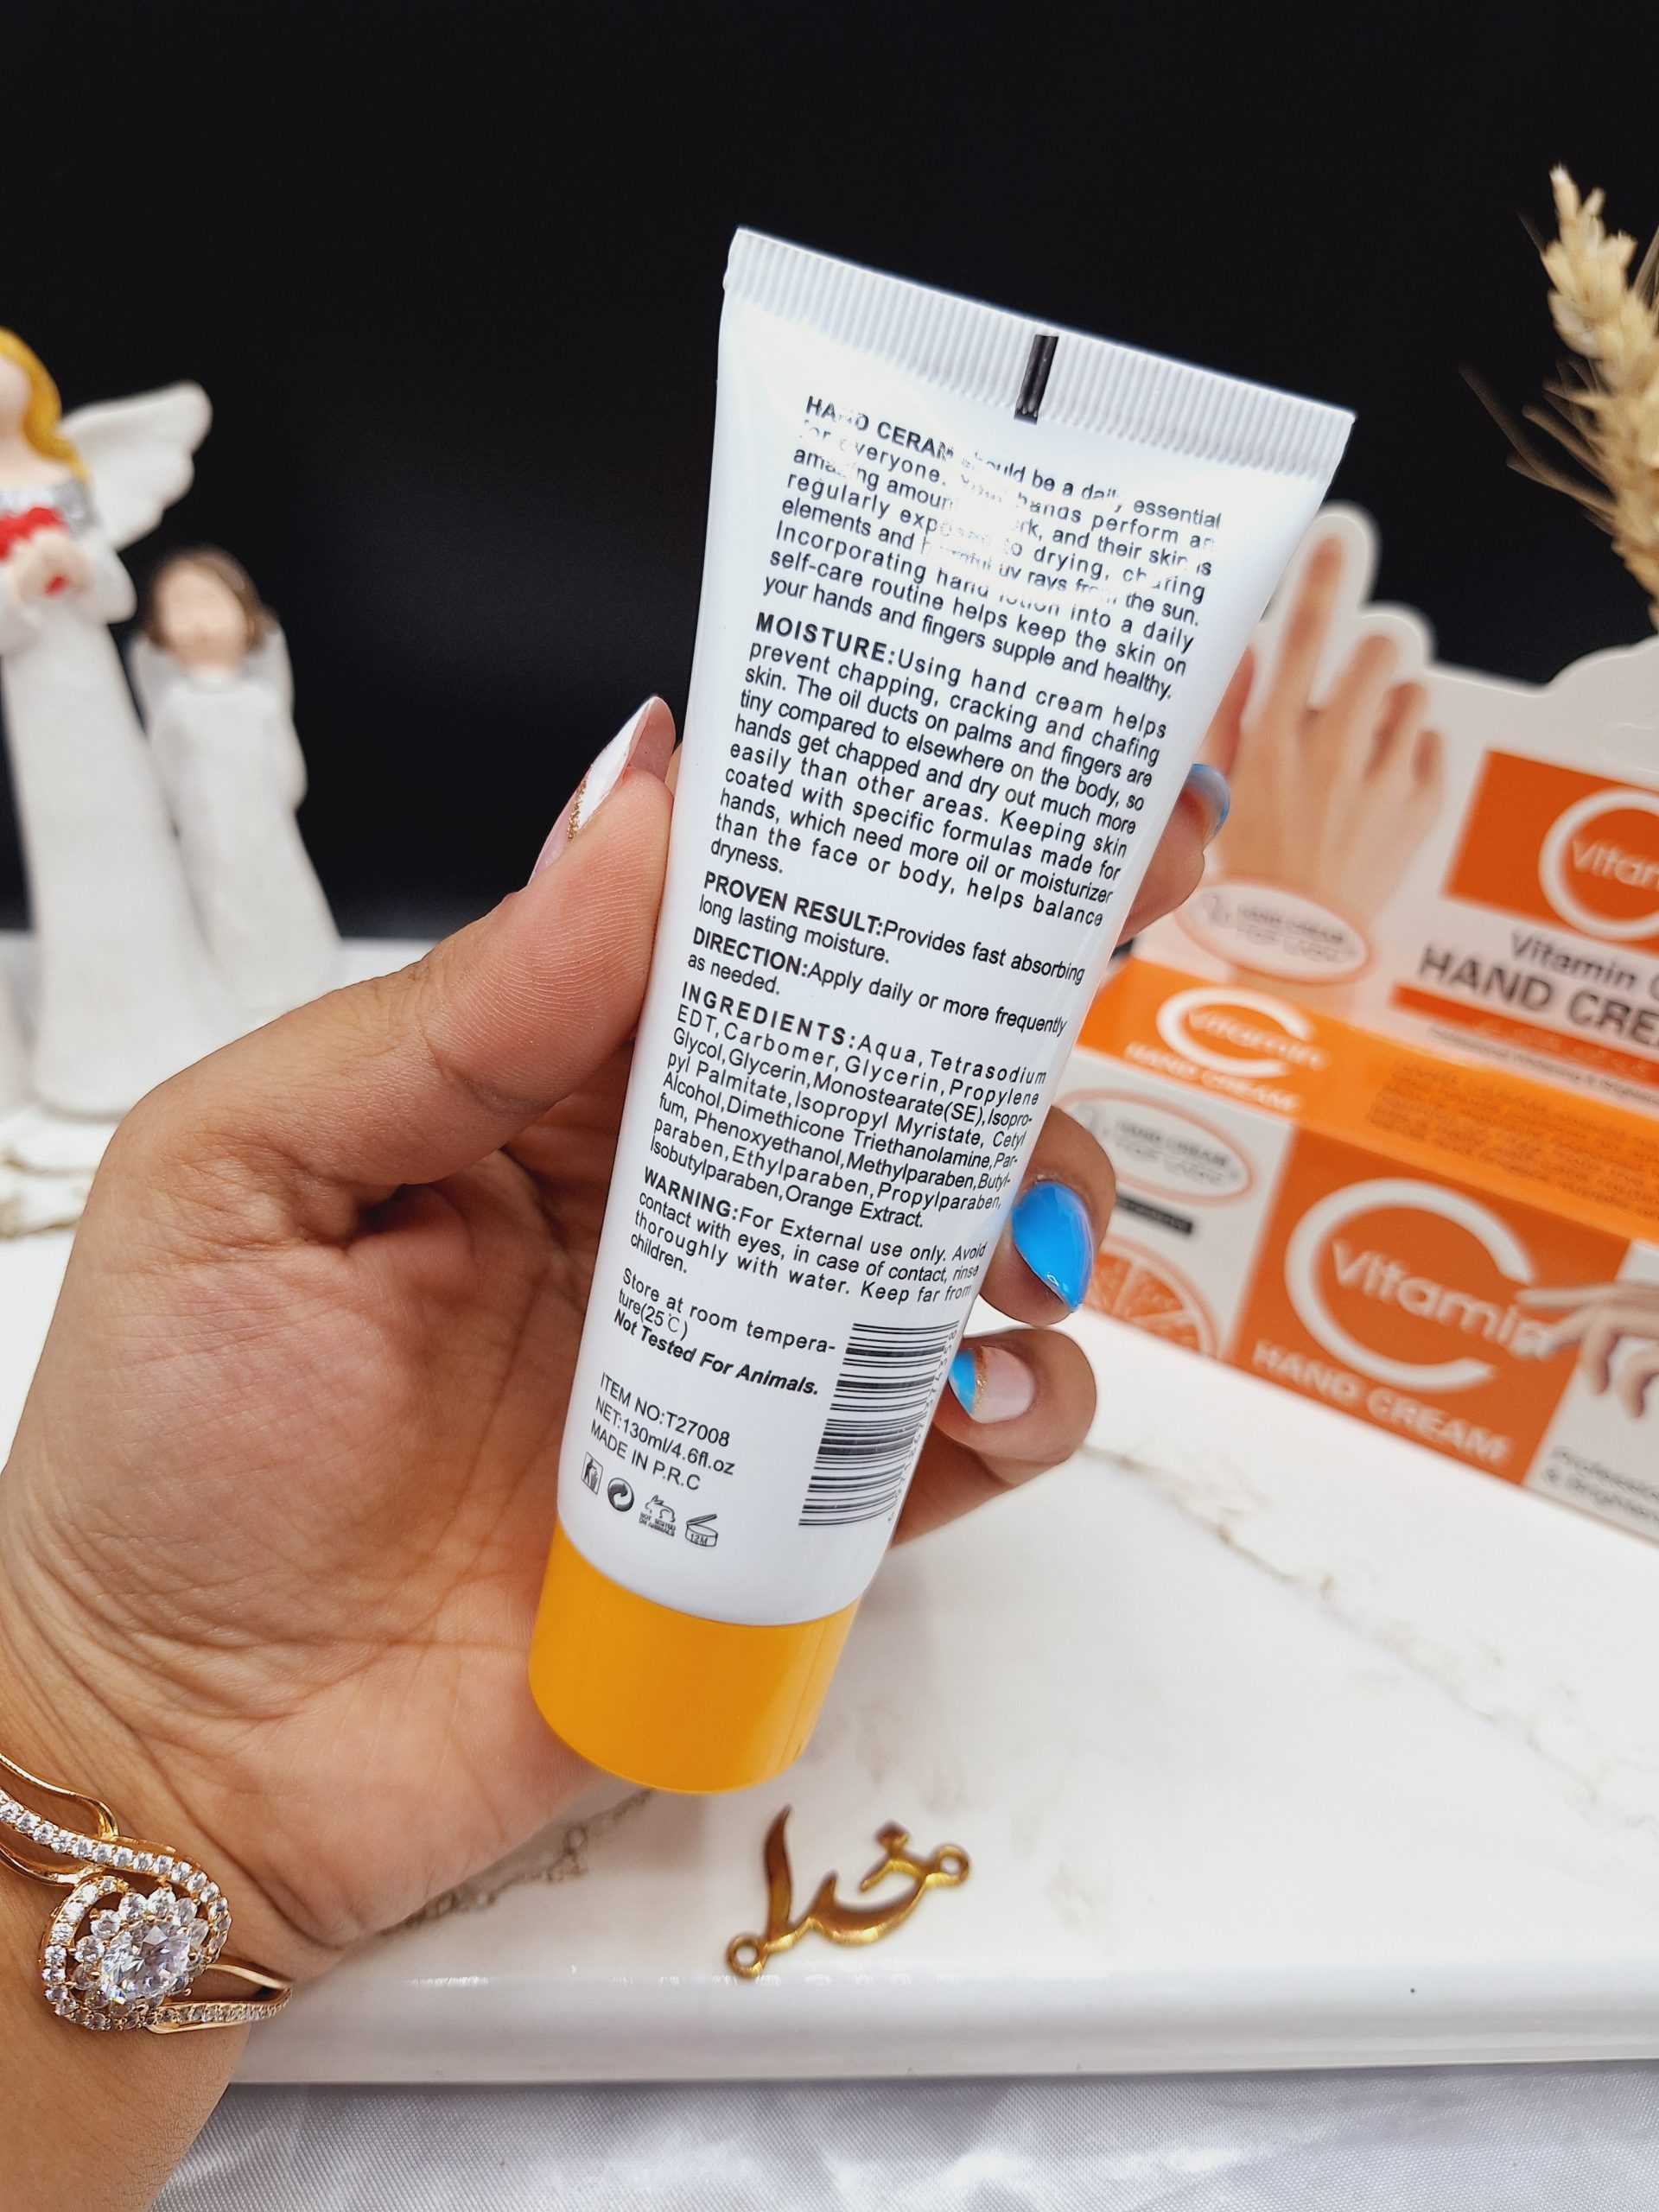 HAND CERAM should be a daily essential
for everyone. Your hands perform an
amazing amount work, and their skin is
regularly exposed to drying, chafing
elements and harmful uv rays from the sun.
Incorporating hand lotion into a daily
self-care routine helps keep the skin on
your hands and fingers supple and healthy.
MOISTURE:Using hand cream helps
prevent chapping, cracking and chafing
skin. The oil ducts on palms and fingers are
tiny compared to elsewhere on the body, so
hands get chapped and dry out much more
easily than other areas. Keeping skin
coated with specific formulas made for
hands, which need more oil or moisturizer
than the face or body, helps balance
dryness.
PROVEN RESULT:Provides fast absorbing
long lasting moisture.
DIRECTION:Apply daily or more frequently
as needed.
INGREDIENTS:Aqua,Tetrasodium
EDT,Carbomer,Glycerin,Propylene
Glycol,Glycerin,Monostearate(SE),Isopro-
pyl Palmitate,Isopropyl Myristate, Cetyl
Alcohol,Dimethicone Triethanolamine,Par-
fum, Phenoxyethanol,Methylparaben,Butyl-
paraben,Ethylparaben,Propylparaben,
Isobutylparaben,Orange Extract.
WARNING:For External use only. Avoid
contact with eyes, in case of contact, rinse
thoroughly with water. Keep far from
children.
Store at room tempera-
ture(25℃)
Not Tested For Animals.
ITEM NO:T27008
NET:130ml/4.6fl.oz
MADE IN P.R.C
NOT TESTED
ON ANIMALS
12M
Vitamin C
HAND CREAM
Vitamin
HAND CREAM
HAND CREAM
Vitamin
HAND CREAM
خدا